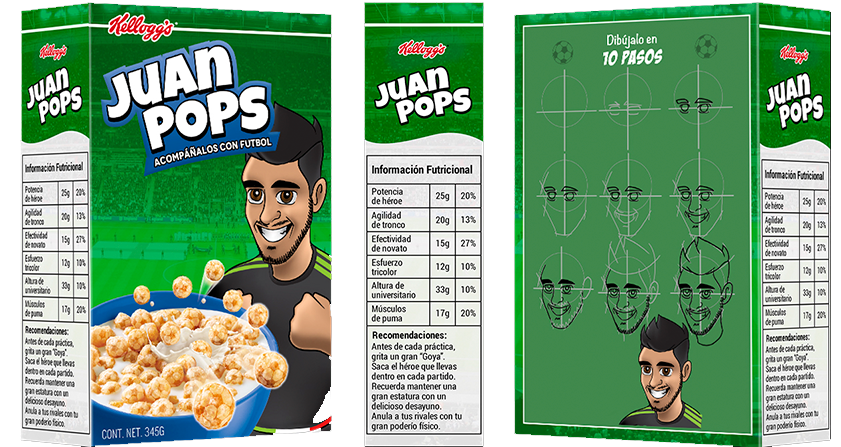 Kellogg's
JUAN
POPS
Información Futricional
Potencia
de héroe 25g 20%
Agilidad
de tronco 20g 13%
Efectividad
de novato 15g 27%
Esfuerzo
tricolor 12g 10%
Altura de
universitario 33g 10%
Músculos
de puma 17g 20%
Recomendaciones:
Antes de cada práctica,
grita un gran "Goya".
Saca el héroe que llevas
dentro en cada partido.
Recuerda mantener una
gran estatura con un
delicioso desayuno.
Anula a tus rivales con tu
gran poderío físico.
Kellogg's
JUAN
POPS
ACOMPÁÑALOS CON FUTBOL
CONT. NET. 345G
Kellogg's
JUAN
POPS
Información Futricional
Potencia
de héroe 25g 20%
Agilidad
de tronco 20g 13%
Efectividad
de novato 15g 27%
Esfuerzo
tricolor 12g 10%
Altura de
universitario 33g 10%
Músculos
de puma 17g 20%
Recomendaciones:
Antes de cada práctica,
grita un gran "Goya".
Saca el héroe que llevas
dentro en cada partido.
Recuerda mantener una
gran estatura con un
delicioso desayuno.
Anula a tus rivales con tu
gran poderío físico.
Dibújalo en
10 PASOS
Kellogg's
JUAN
POPS
Información Futricional
Potencia
de héroe 25g 20%
Agilidad
de tronco 20g 13%
Efectividad
de novato 15g 27%
Esfuerzo
tricolor 12g 10%
Altura de
universitario 33g 10%
Músculos
de puma 17g 20%
Recomendaciones:
Antes de cada práctica,
grita un gran "Goya".
Saca el héroe que llevas
dentro en cada partido.
Recuerda mantener una
gran estatura con un
delicioso desayuno.
Anula a tus rivales con tu
gran poderío físico.